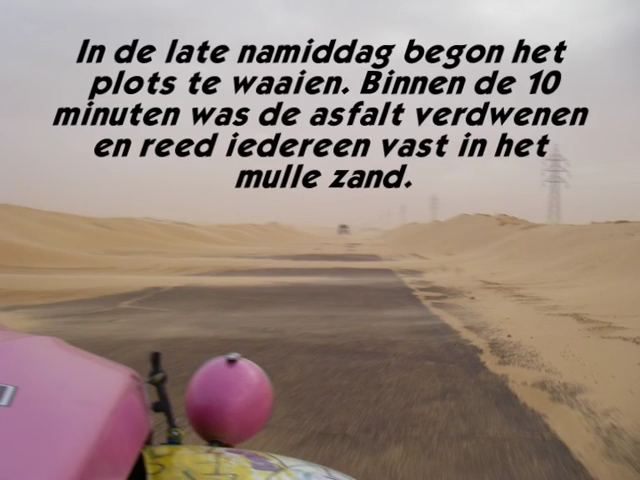 In de late namiddag begon het
plots te waaien. Binnen de 10
minuten was de asfalt verdwenen
en reed iedereen vast in het
mulle zand.